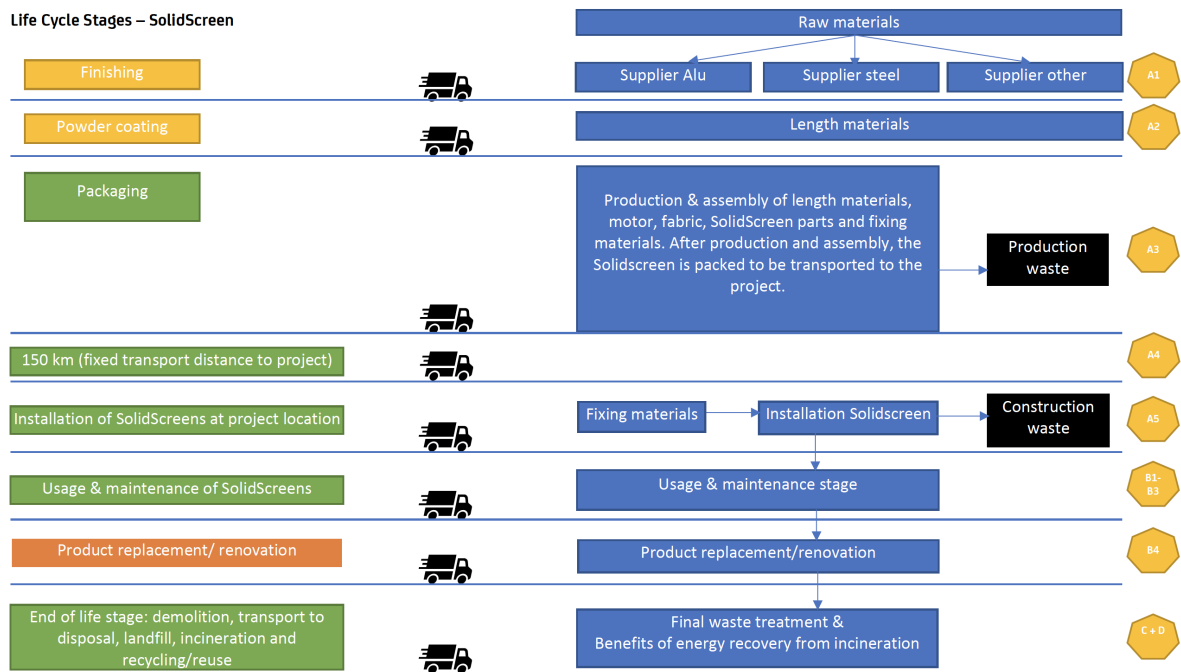 Life Cycle Stages – SolidScreen
Raw materials
Finishing
Supplier Alu
Supplier steel
Supplier other
A1
Powder coating
Length materials
A2
Packaging
Production & assembly of length materials,
motor, fabric, SolidScreen parts and fixing
materials. After production and assembly, the
Solidscreen is packed to be transported to the
project.
Production
waste
A3
150 km (fixed transport distance to project)
A4
Installation of SolidScreens at project location
Fixing materials
Installation Solidscreen
Construction
waste
A5
Usage & maintenance of SolidScreens
Usage & maintenance stage
B1-
B3
Product replacement/ renovation
Product replacement/renovation
B4
End of life stage: demolition, transport to
disposal, landfill, incineration and
recycling/reuse
Final waste treatment &
Benefits of energy recovery from incineration
C + D